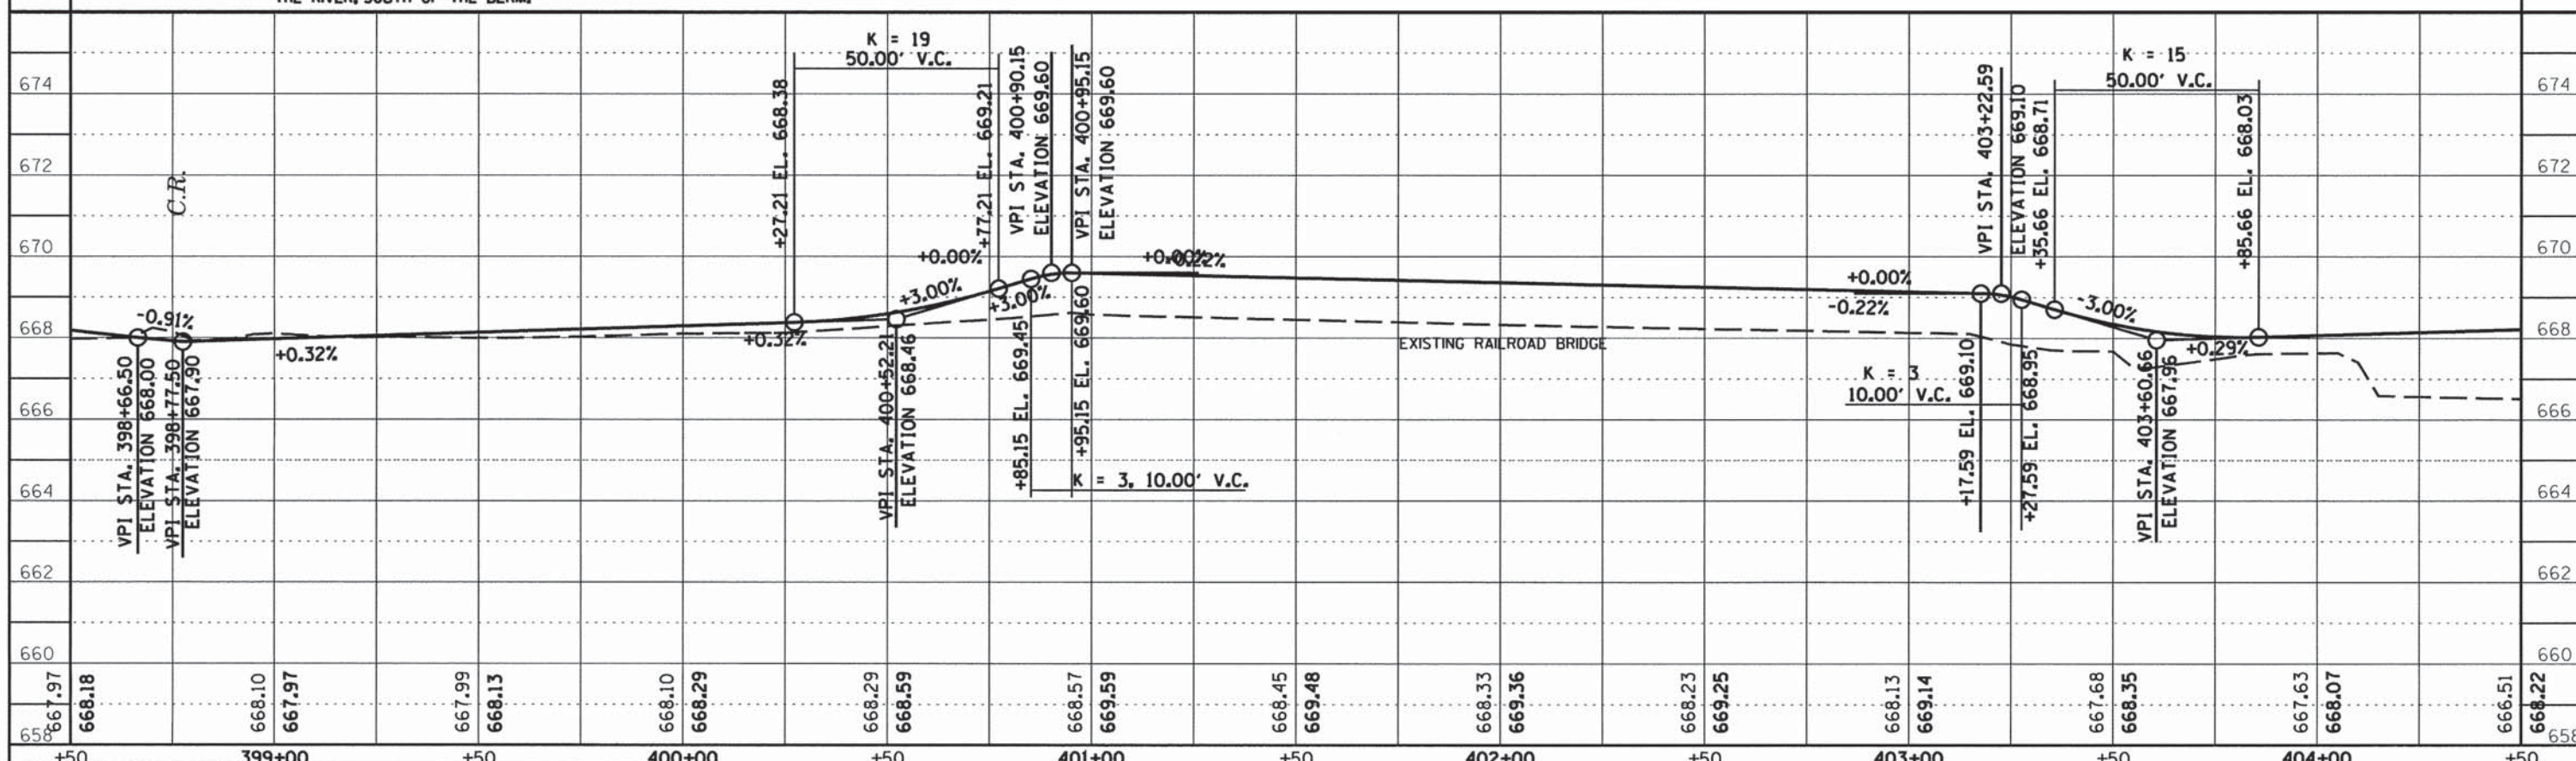 K = 19
50.00' V.C.
K = 15
50.00' V.C.
674
672
670
668
666
664
662
660
658
C.R.
-0.91%
+0.32%
VPI STA. 398+66.50
ELEVATION 668.00
VPI STA. 398+77.50
ELEVATION 667.90
+27.21 EL. 668.38
+77.21 EL. 669.21
VPI STA. 400+90.15
ELEVATION 669.60
VPI STA. 400+95.15
ELEVATION 669.60
+0.00%
+3.00%
+3.00%
+0.32%
VPI STA. 400+52.21
ELEVATION 668.46
+85.15 EL. 669.45
+95.15 EL. 669.60
K = 3, 10.00' V.C.
+0.00%
EXISTING RAILROAD BRIDGE
VPI STA. 403+22.59
ELEVATION 669.10
+35.66 EL. 668.71
+85.66 EL. 668.03
+0.00%
-0.22%
-3.00%
+0.29%
K = 3
10.00' V.C.
+17.59 EL. 669.10
+27.59 EL. 668.95
VPI STA. 403+60.66
ELEVATION 667.96
674
672
670
668
666
664
662
660
658
667.97
668.18
668.10
667.97
667.99
668.13
668.10
668.29
668.29
668.59
668.57
669.59
668.45
669.48
668.33
669.36
668.23
669.25
668.13
669.14
667.68
668.35
667.63
668.07
666.51
668.22
+50 399+00 +50 400+00 +50 401+00 +50 402+00 +50 403+00 +50 404+00 +50